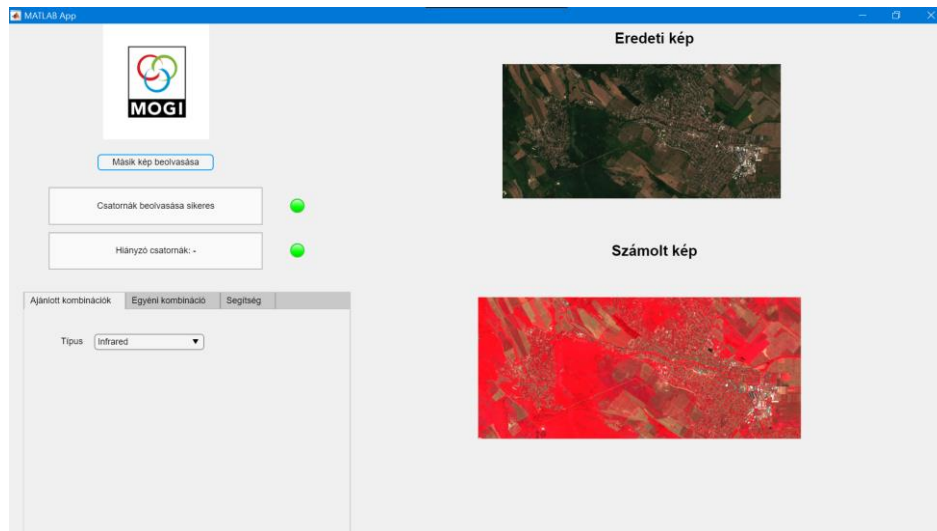 MATLAB App
MOGI
Másik kép beolvasása
Csatornák beolvasása sikeres
Hiányzó csatornák: -
Ajánlott kombinációk
Egyéni kombináció
Segítség
Típus
Infrared
Eredeti kép
Számolt kép